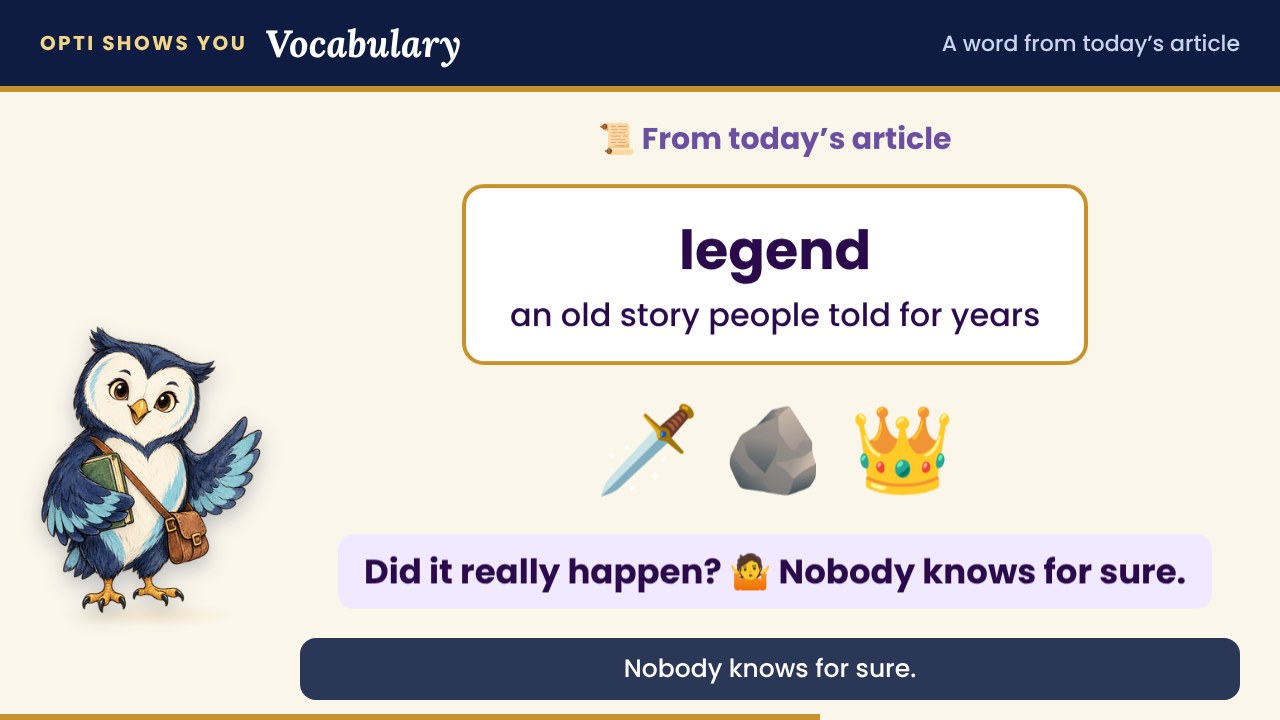 OPTI SHOWS YOU Vocabulary
A word from today’s article
📜 From today’s article
legend
an old story people told for years
Did it really happen? 🤷 Nobody knows for sure.
Nobody knows for sure.